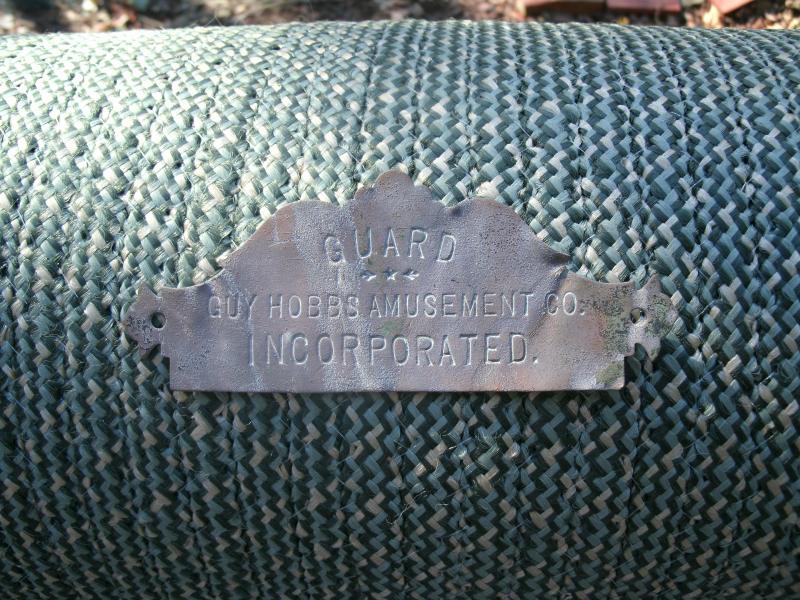 GUARD
GUY HOBBS AMUSEMENT CO.
INCORPORATED.